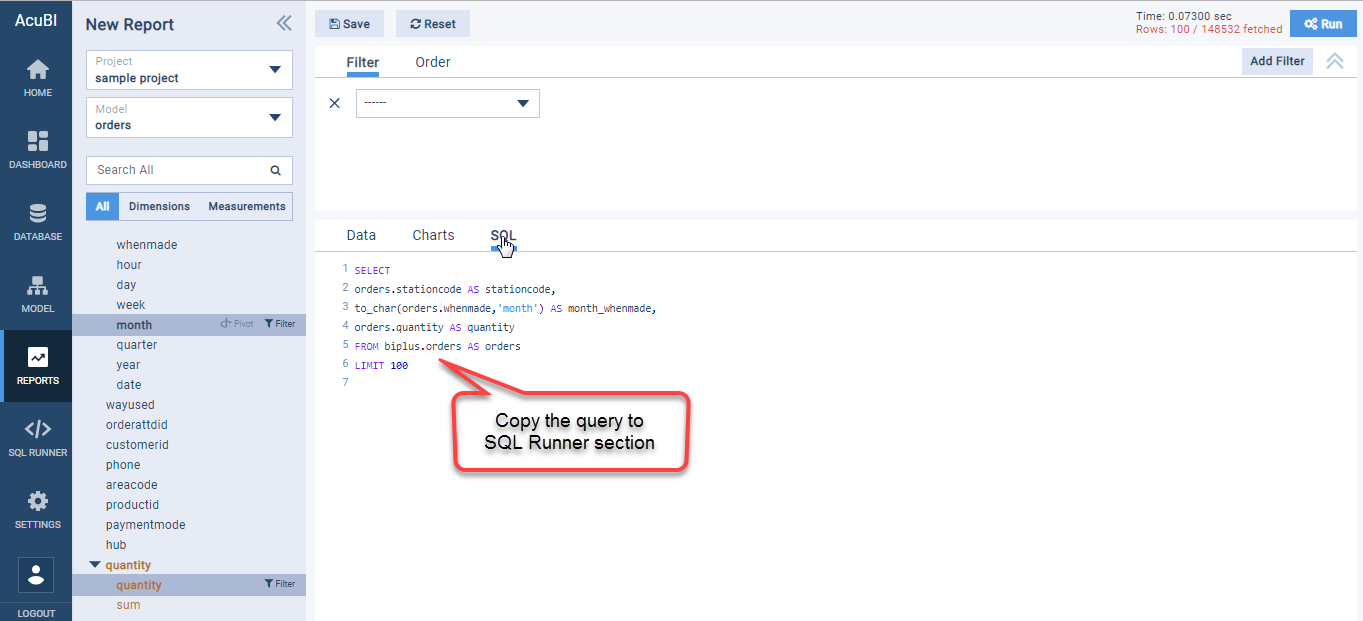 AcuBI
HOME
DASHBOARD
DATABASE
MODEL
REPORTS
SQL RUNNER
SETTINGS
LOGOUT
New Report
Project
sample project
Model
orders
Search All
All Dimensions Measurements
whenmade
hour
day
week
month Pivot Filter
quarter
year
date
wayused
orderattdid
customerid
phone
areacode
productid
paymentmode
hub
quantity
quantity Filter
sum
Save Reset
Time: 0.07300 sec
Rows: 100 / 148532 fetched
Run
Filter Order
Add Filter
------
Data Charts SQL
1 SELECT
2 orders.stationcode AS stationcode,
3 to_char(orders.whenmade,'month') AS month_whenmade,
4 orders.quantity AS quantity
5 FROM biplus.orders AS orders
6 LIMIT 100
7
Copy the query to
SQL Runner section